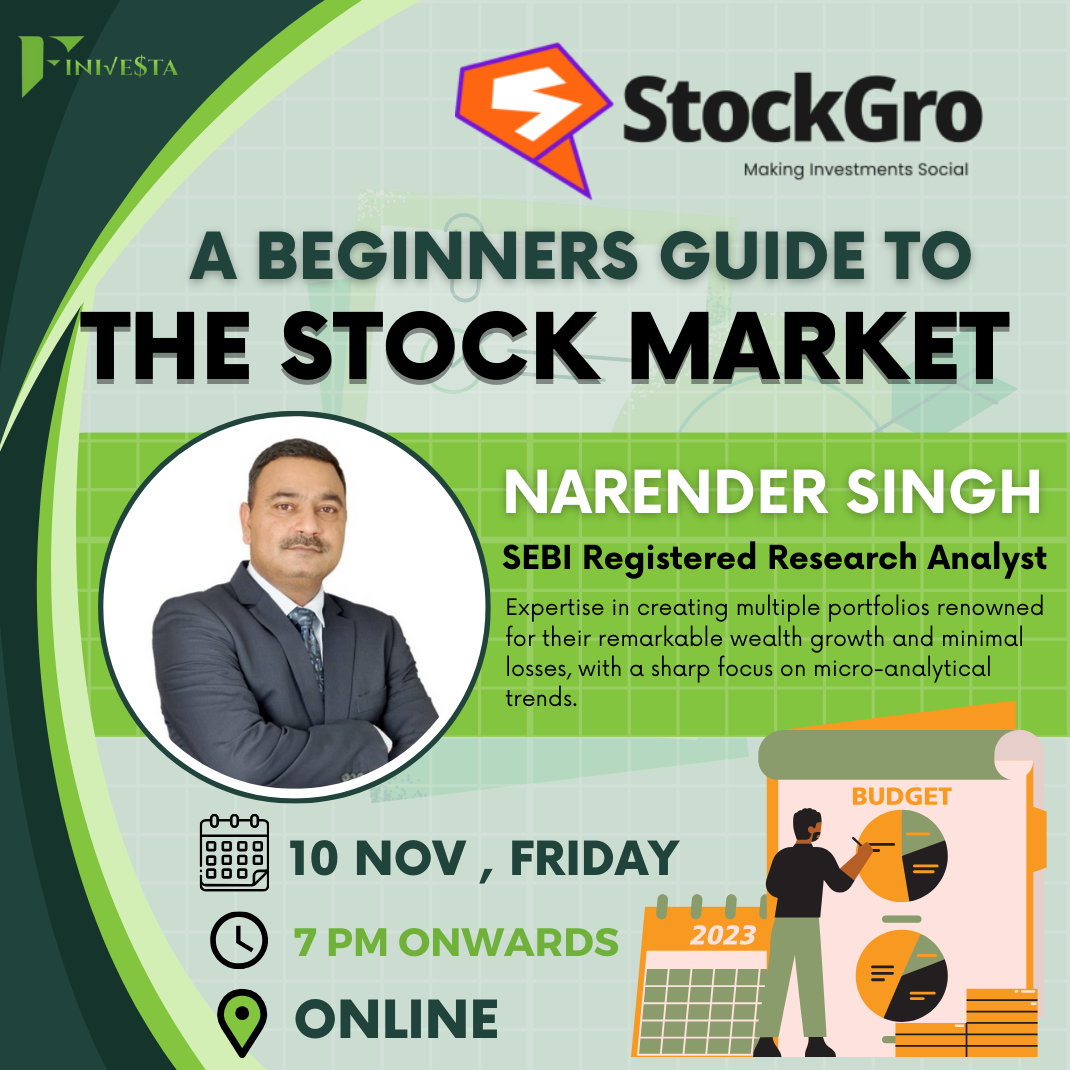 FINIVE$TA
StockGro
Making Investments Social
A BEGINNERS GUIDE TO
THE STOCK MARKET
NARENDER SINGH
SEBI Registered Research Analyst
Expertise in creating multiple portfolios renowned
for their remarkable wealth growth and minimal
losses, with a sharp focus on micro-analytical
trends.
BUDGET
10 NOV , FRIDAY
2023
7 PM ONWARDS
ONLINE